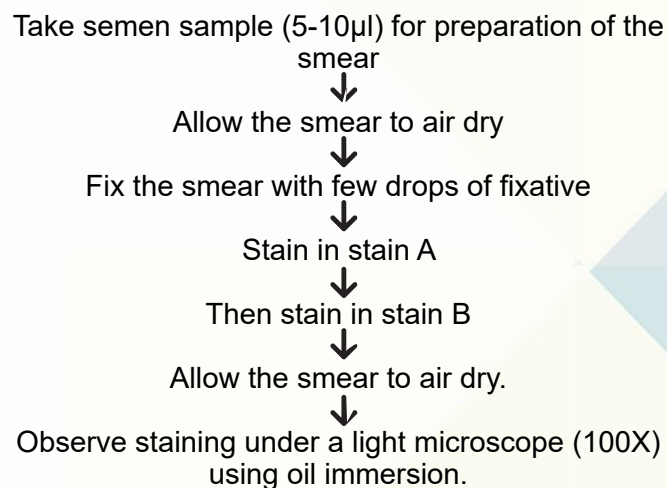 Take semen sample (5-10µl) for preparation of the
smear
Allow the smear to air dry
Fix the smear with few drops of fixative
Stain in stain A
Then stain in stain B
Allow the smear to air dry.
Observe staining under a light microscope (100X)
using oil immersion.